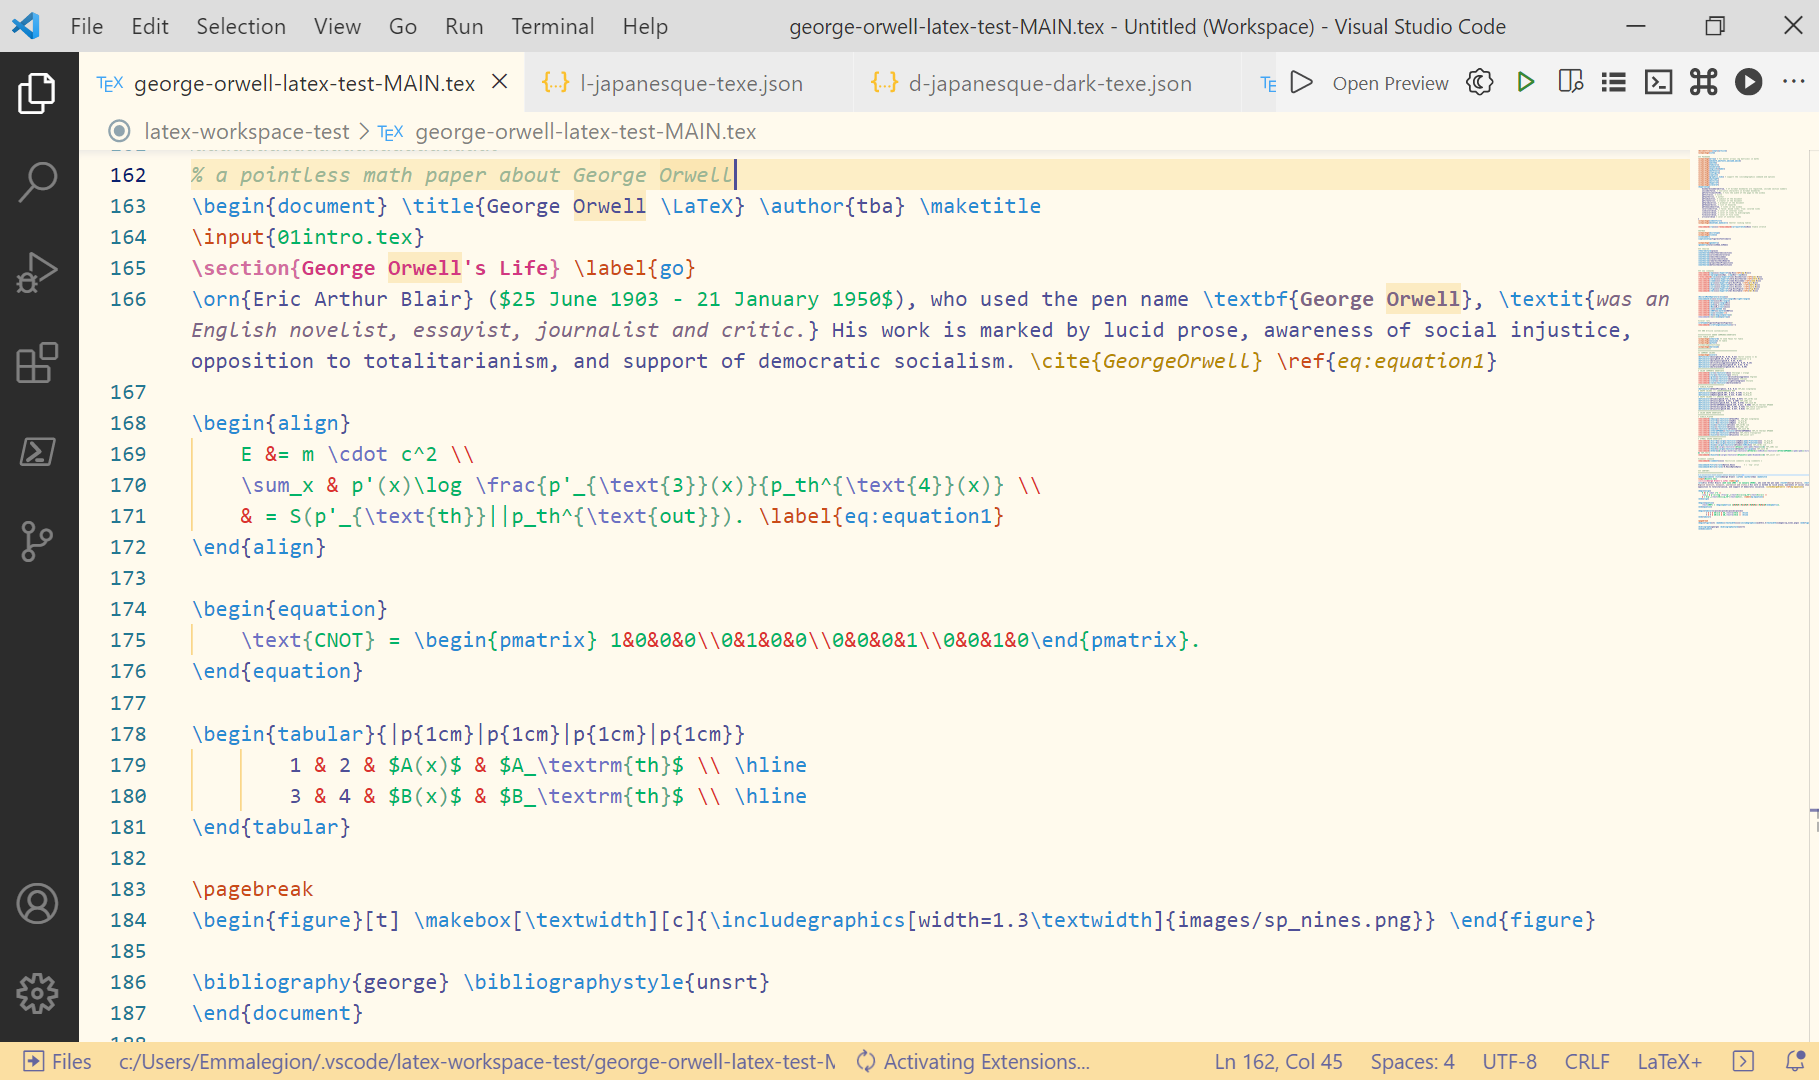 File Edit Selection View Go Run Terminal Help george-orwell-latex-test-MAIN.tex - Untitled (Workspace) - Visual Studio Code
TEX george-orwell-latex-test-MAIN.tex {..} l-japanesque-texe.json {..} d-japanesque-dark-texe.json Open Preview
latex-workspace-test > TEX george-orwell-latex-test-MAIN.tex
162 % a pointless math paper about George Orwell
163 \begin{document} \title{George Orwell \LaTeX} \author{tba} \maketitle
164 \input{01intro.tex}
165 \section{George Orwell's Life} \label{go}
166 \orn{Eric Arthur Blair} ($25 June 1903 - 21 January 1950$), who used the pen name \textbf{George Orwell}, \textit{was an
English novelist, essayist, journalist and critic.} His work is marked by lucid prose, awareness of social injustice,
opposition to totalitarianism, and support of democratic socialism. \cite{GeorgeOrwell} \ref{eq:equation1}
167
168 \begin{align}
169 E &= m \cdot c^2 \\
170 \sum_x & p'(x)\log \frac{p'_{\text{3}}(x)}{p_th^{\text{4}}(x)} \\
171 & = S(p'_{\text{th}}||p_th^{\text{out}}). \label{eq:equation1}
172 \end{align}
173
174 \begin{equation}
175 \text{CNOT} = \begin{pmatrix} 1&0&0&0\\0&1&0&0\\0&0&0&1\\0&0&1&0\end{pmatrix}.
176 \end{equation}
177
178 \begin{tabular}{|p{1cm}|p{1cm}|p{1cm}|p{1cm}}
179 1 & 2 & $A(x)$ & $A_\textrm{th}$ \\ \hline
180 3 & 4 & $B(x)$ & $B_\textrm{th}$ \\ \hline
181 \end{tabular}
182
183 \pagebreak
184 \begin{figure}[t] \makebox[\textwidth][c]{\includegraphics[width=1.3\textwidth]{images/sp_nines.png}} \end{figure}
185
186 \bibliography{george} \bibliographystyle{unsrt}
187 \end{document}
Files c:/Users/Emmalegion/.vscode/latex-workspace-test/george-orwell-latex-test-M Activating Extensions... Ln 162, Col 45 Spaces: 4 UTF-8 CRLF LaTeX+